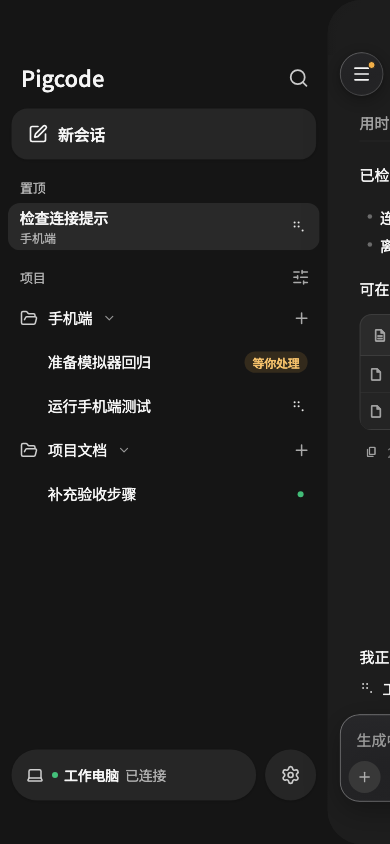 Pigcode
新会话
置顶
检查连接提示
手机端
项目
手机端
准备模拟器回归
等你处理
运行手机端测试
项目文档
补充验收步骤
工作电脑 已连接
用时
已检
可在
我正
生成